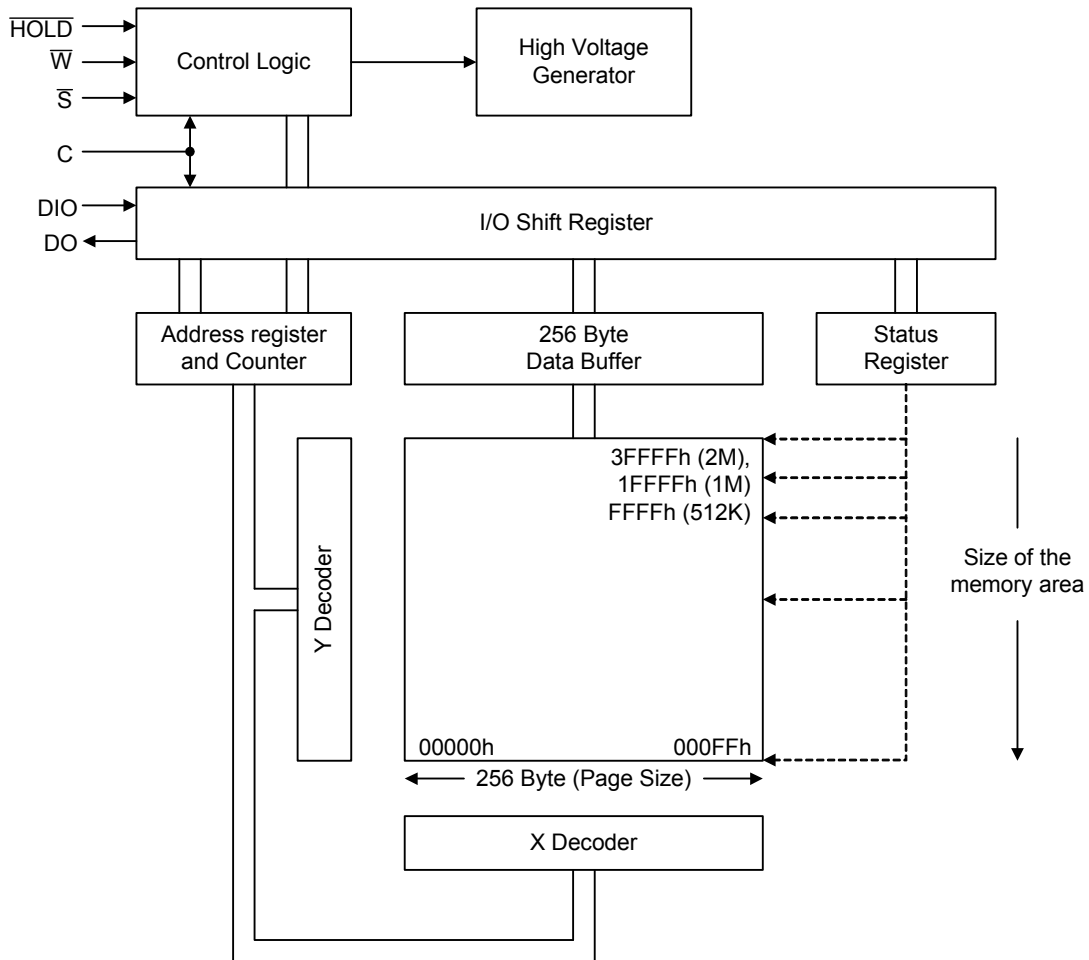 H̅O̅L̅D̅
W̅
S̅
C
DIO
DO
Control Logic
High Voltage
Generator
I/O Shift Register
Address register
and Counter
256 Byte
Data Buffer
Status
Register
Y Decoder
3FFFFh (2M),
1FFFFh (1M)
FFFFh (512K)
00000h
000FFh
256 Byte (Page Size)
Size of the
memory area
X Decoder